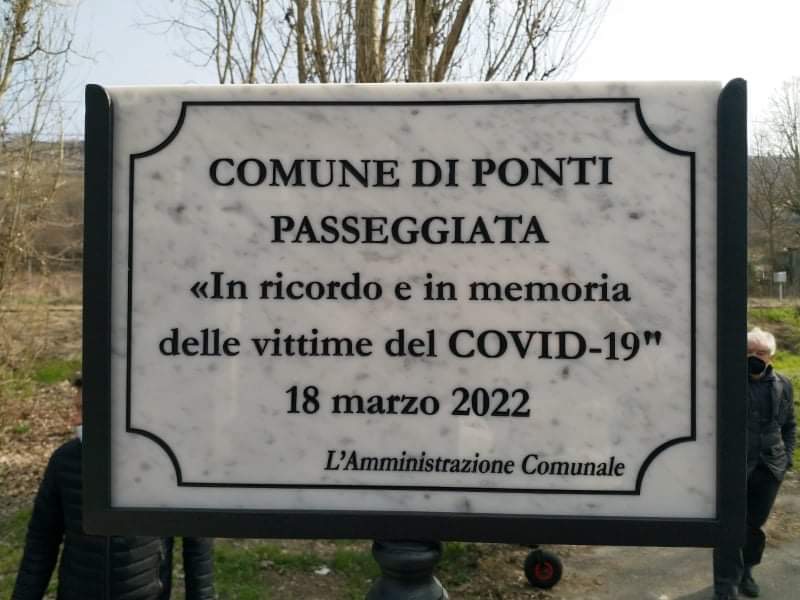 COMUNE DI PONTI
PASSEGGIATA
«In ricordo e in memoria
delle vittime del COVID-19"
18 marzo 2022
L'Amministrazione Comunale